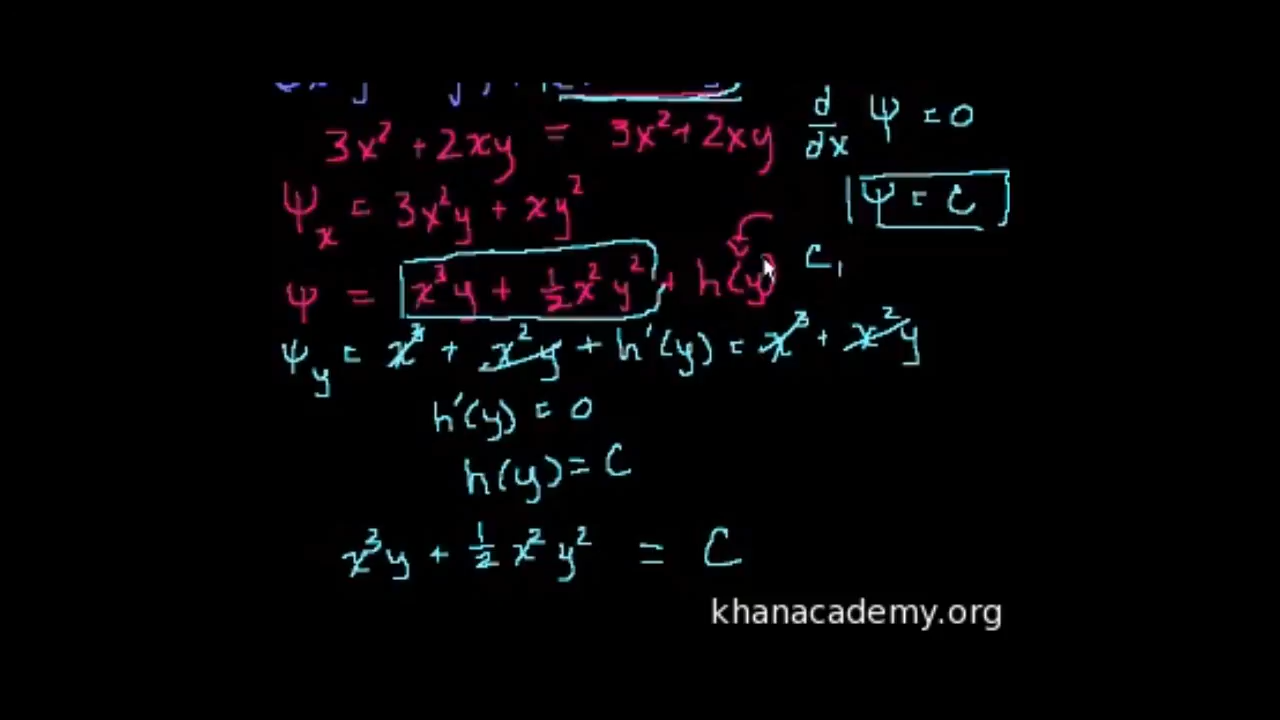 3x² + 2xy = 3x² + 2xy
d/dx Ψ = 0
Ψₓ = 3x²y + xy²
Ψ = C
Ψ = x³y + ½x²y² + h(y)
C₁
Ψ_y = x³ + x²y + h'(y) = x³ + x²y
h'(y) = 0
h(y) = C
x³y + ½x²y² = C
khanacademy.org